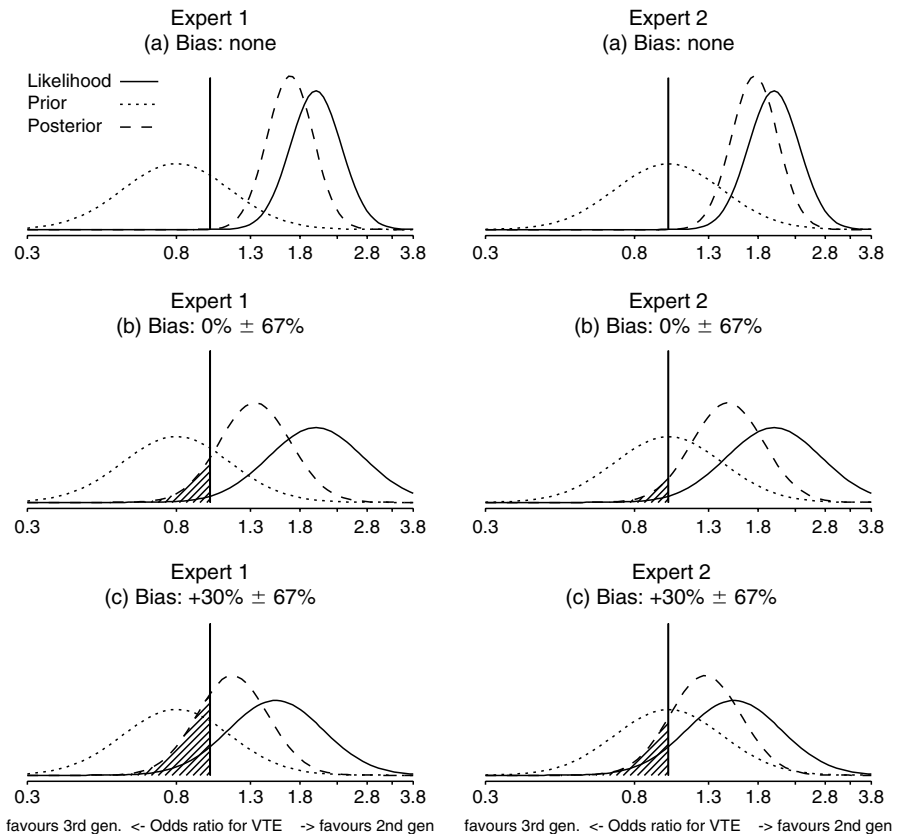 Expert 1
(a) Bias: none
Likelihood
Prior
Posterior
0.3 0.8 1.3 1.8 2.8 3.8
Expert 2
(a) Bias: none
0.3 0.8 1.3 1.8 2.8 3.8
Expert 1
(b) Bias: 0% ± 67%
0.3 0.8 1.3 1.8 2.8 3.8
Expert 2
(b) Bias: 0% ± 67%
0.3 0.8 1.3 1.8 2.8 3.8
Expert 1
(c) Bias: +30% ± 67%
0.3 0.8 1.3 1.8 2.8 3.8
favours 3rd gen. <- Odds ratio for VTE -> favours 2nd gen
Expert 2
(c) Bias: +30% ± 67%
0.3 0.8 1.3 1.8 2.8 3.8
favours 3rd gen. <- Odds ratio for VTE -> favours 2nd gen